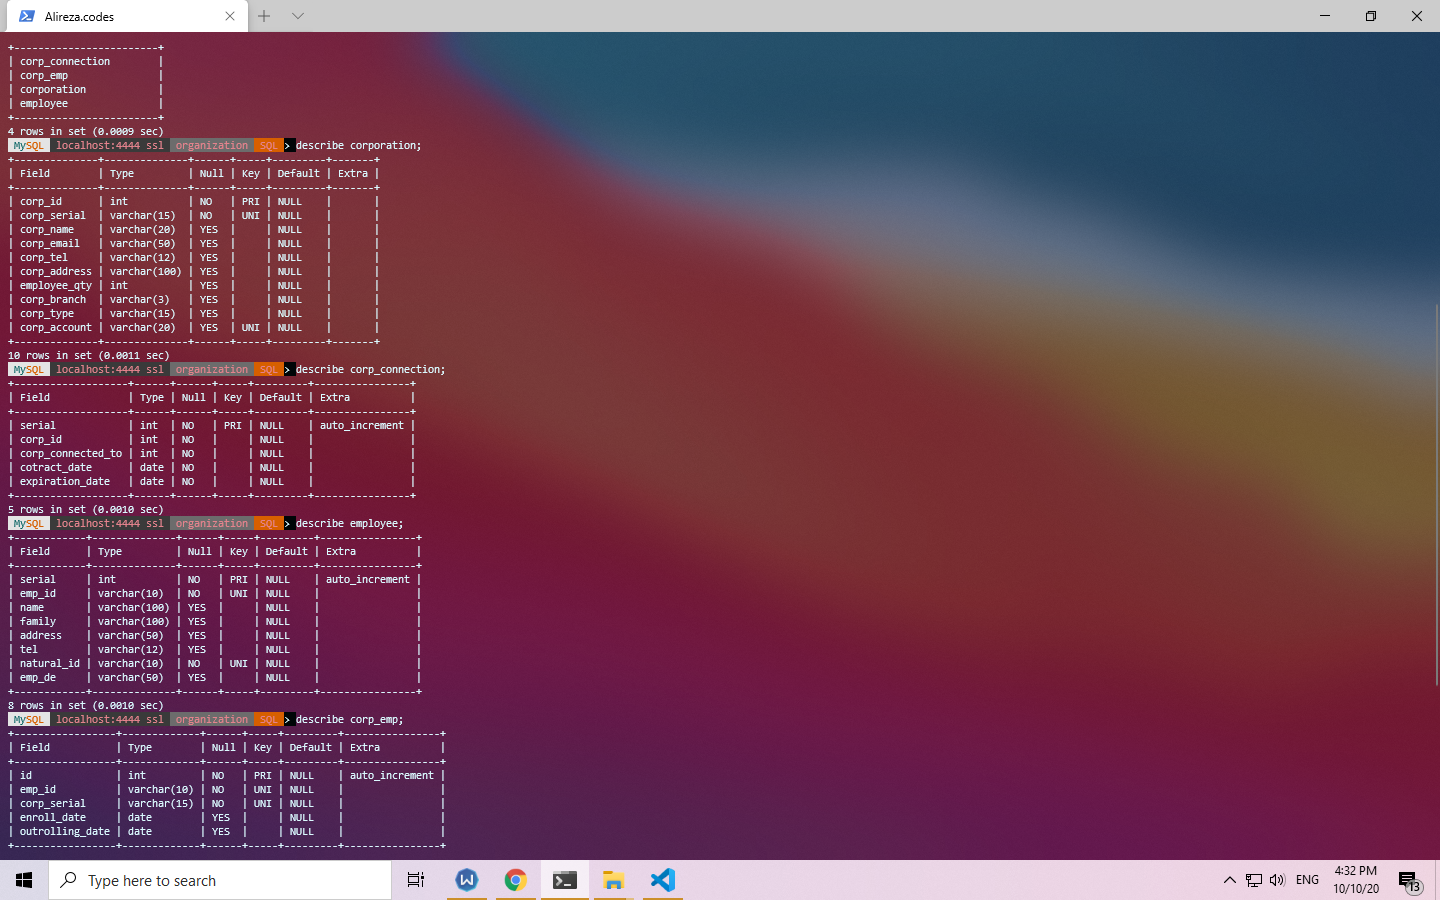 Alireza.codes
+------------------------+
| corp_connection        |
| corp_emp               |
| corporation            |
| employee               |
+------------------------+
4 rows in set (0.0009 sec)
MySQL localhost:4444 ssl organization SQL > describe corporation;
+--------------+--------------+------+-----+---------+-------+
| Field        | Type         | Null | Key | Default | Extra |
+--------------+--------------+------+-----+---------+-------+
| corp_id      | int          | NO   | PRI | NULL    |       |
| corp_serial  | varchar(15)  | NO   | UNI | NULL    |       |
| corp_name    | varchar(20)  | YES  |     | NULL    |       |
| corp_email   | varchar(50)  | YES  |     | NULL    |       |
| corp_tel     | varchar(12)  | YES  |     | NULL    |       |
| corp_address | varchar(100) | YES  |     | NULL    |       |
| employee_qty | int          | YES  |     | NULL    |       |
| corp_branch  | varchar(3)   | YES  |     | NULL    |       |
| corp_type    | varchar(15)  | YES  |     | NULL    |       |
| corp_account | varchar(20)  | YES  | UNI | NULL    |       |
+--------------+--------------+------+-----+---------+-------+
10 rows in set (0.0011 sec)
MySQL localhost:4444 ssl organization SQL > describe corp_connection;
+-------------------+------+------+-----+---------+----------------+
| Field             | Type | Null | Key | Default | Extra          |
+-------------------+------+------+-----+---------+----------------+
| serial            | int  | NO   | PRI | NULL    | auto_increment |
| corp_id           | int  | NO   |     | NULL    |                |
| corp_connected_to | int  | NO   |     | NULL    |                |
| cotract_date      | date | NO   |     | NULL    |                |
| expiration_date   | date | NO   |     | NULL    |                |
+-------------------+------+------+-----+---------+----------------+
5 rows in set (0.0010 sec)
MySQL localhost:4444 ssl organization SQL > describe employee;
+------------+--------------+------+-----+---------+----------------+
| Field      | Type         | Null | Key | Default | Extra          |
+------------+--------------+------+-----+---------+----------------+
| serial     | int          | NO   | PRI | NULL    | auto_increment |
| emp_id     | varchar(10)  | NO   | UNI | NULL    |                |
| name       | varchar(100) | YES  |     | NULL    |                |
| family     | varchar(100) | YES  |     | NULL    |                |
| address    | varchar(50)  | YES  |     | NULL    |                |
| tel        | varchar(12)  | YES  |     | NULL    |                |
| natural_id | varchar(10)  | NO   | UNI | NULL    |                |
| emp_de     | varchar(50)  | YES  |     | NULL    |                |
+------------+--------------+------+-----+---------+----------------+
8 rows in set (0.0010 sec)
MySQL localhost:4444 ssl organization SQL > describe corp_emp;
+-----------------+-------------+------+-----+---------+----------------+
| Field           | Type        | Null | Key | Default | Extra          |
+-----------------+-------------+------+-----+---------+----------------+
| id              | int         | NO   | PRI | NULL    | auto_increment |
| emp_id          | varchar(10) | NO   | UNI | NULL    |                |
| corp_serial     | varchar(15) | NO   | UNI | NULL    |                |
| enroll_date     | date        | YES  |     | NULL    |                |
| outrolling_date | date        | YES  |     | NULL    |                |
+-----------------+-------------+------+-----+---------+----------------+
Type here to search
ENG
4:32 PM
10/10/20
13